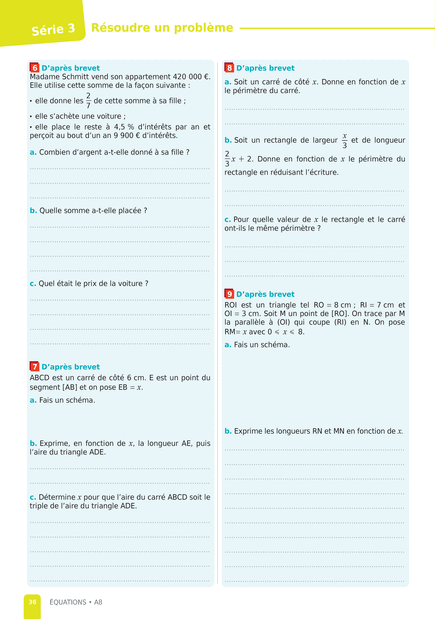 Série 3
Résoudre un problème
6 D’après brevet
Madame Schmitt vend son appartement 420 000 €.
Elle utilise cette somme de la façon suivante :
• elle donne les 2/7 de cette somme à sa fille ;
• elle s’achète une voiture ;
• elle place le reste à 4,5 % d’intérêts par an et
perçoit au bout d’un an 9 900 € d’intérêts.
a. Combien d’argent a-t-elle donné à sa fille ?
b. Quelle somme a-t-elle placée ?
c. Quel était le prix de la voiture ?
7 D’après brevet
ABCD est un carré de côté 6 cm. E est un point du
segment [AB] et on pose EB = x.
a. Fais un schéma.
b. Exprime, en fonction de x, la longueur AE, puis
l’aire du triangle ADE.
c. Détermine x pour que l’aire du carré ABCD soit le
triple de l’aire du triangle ADE.
8 D’après brevet
a. Soit un carré de côté x. Donne en fonction de x
le périmètre du carré.
b. Soit un rectangle de largeur x/3 et de longueur
2/3 x + 2. Donne en fonction de x le périmètre du
rectangle en réduisant l’écriture.
c. Pour quelle valeur de x le rectangle et le carré
ont-ils le même périmètre ?
9 D’après brevet
ROI est un triangle tel RO = 8 cm ; RI = 7 cm et
OI = 3 cm. Soit M un point de [RO]. On trace par M
la parallèle à (OI) qui coupe (RI) en N. On pose
RM= x avec 0 ⩽ x ⩽ 8.
a. Fais un schéma.
b. Exprime les longueurs RN et MN en fonction de x.
36
ÉQUATIONS • A8